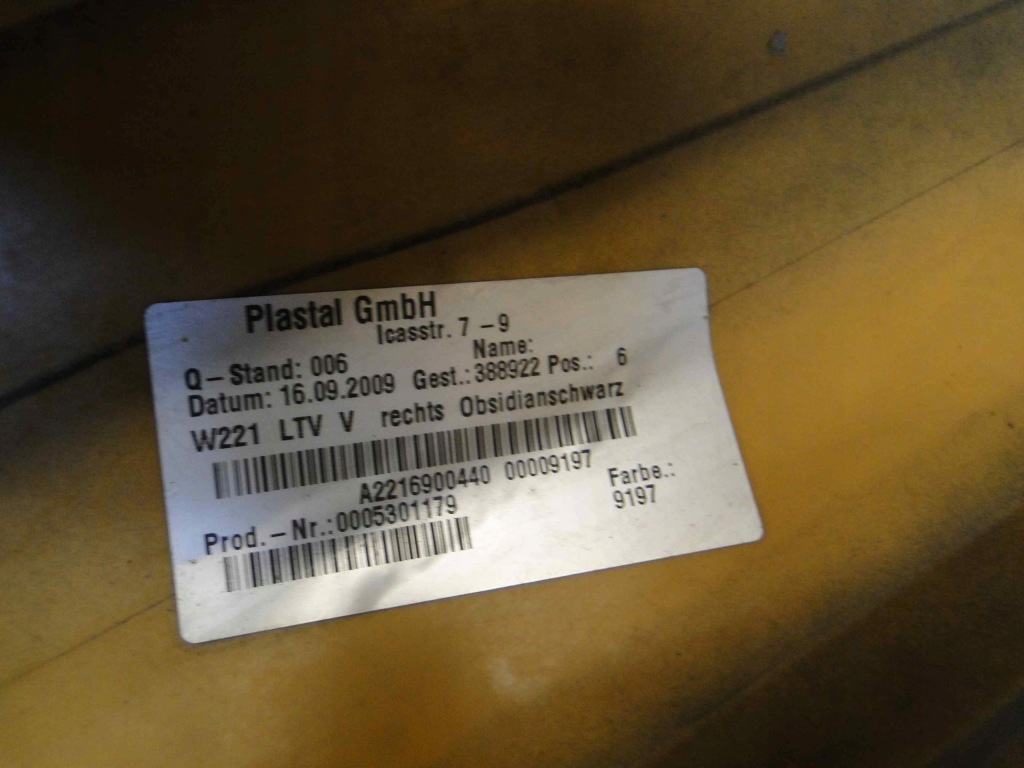 Plastal GmbH
Icasstr. 7 - 9
Q-Stand: 006 Name:
Datum: 16.09.2009 Gest.: 388922 Pos.: 6
W221 LTV V rechts Obsidianschwarz
A2216900440 00009197
Prod.-Nr.:0005301179 Farbe.:
9197